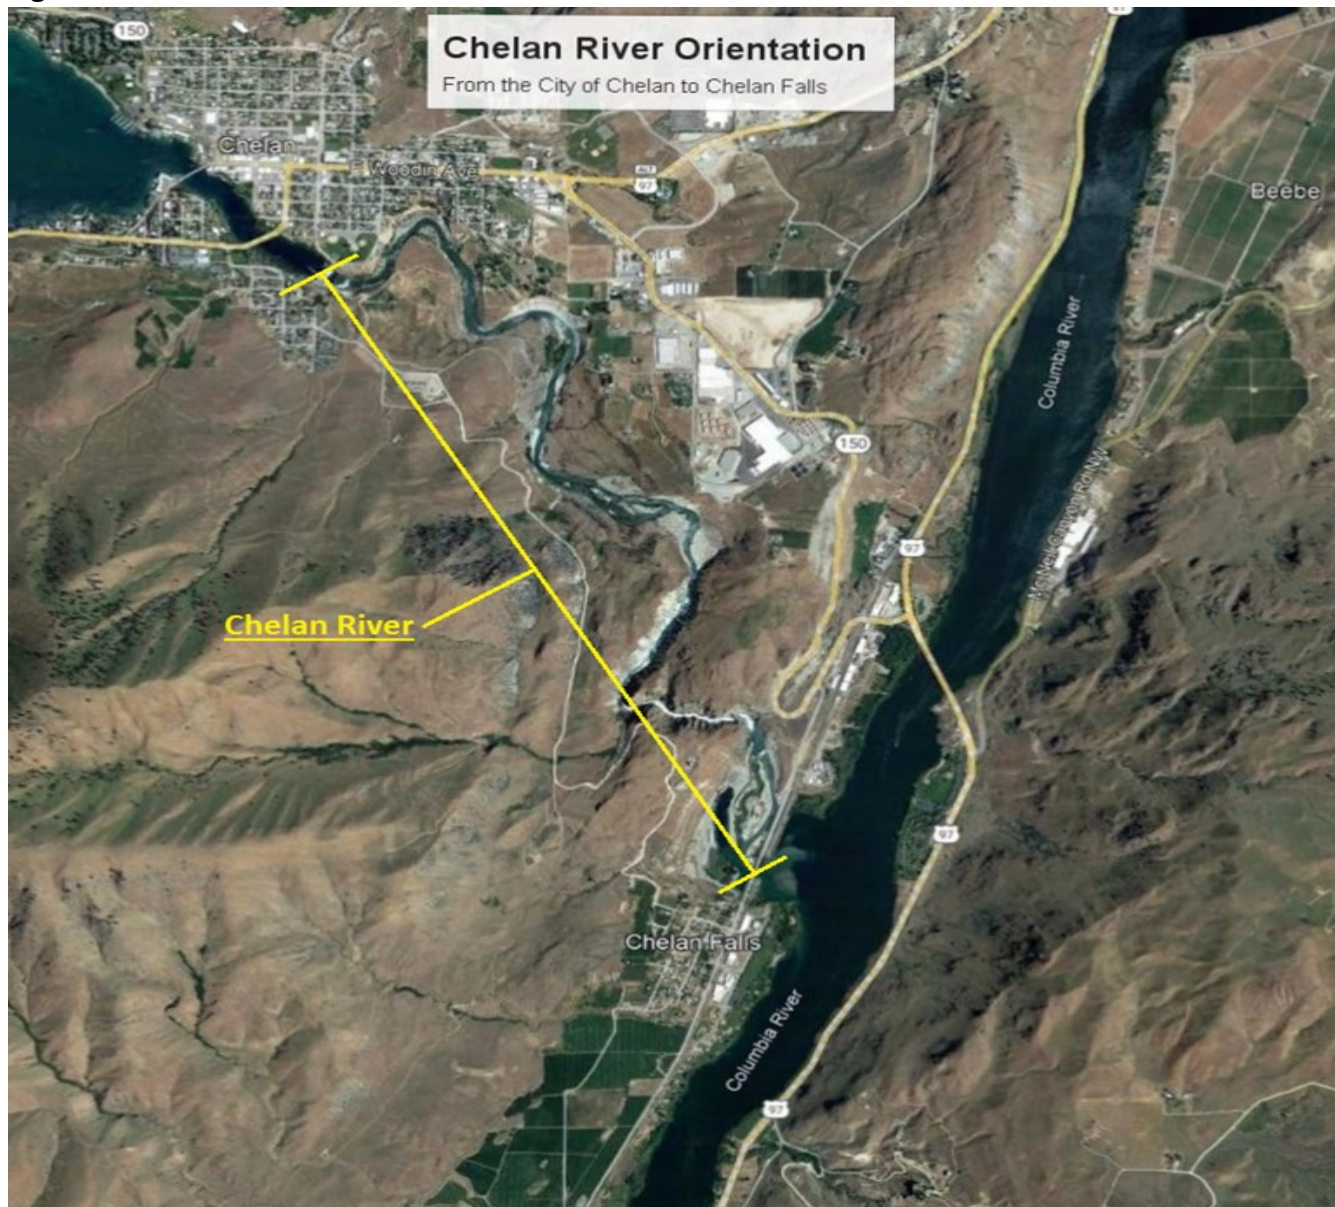 Chelan River Orientation
From the City of Chelan to Chelan Falls
150
Chelan
E Woodin Ave
ALT
97
Beebe
Columbia River
150
McNeil Canyon Rd NW
97
Chelan River
97
Chelan Falls
Columbia River
97